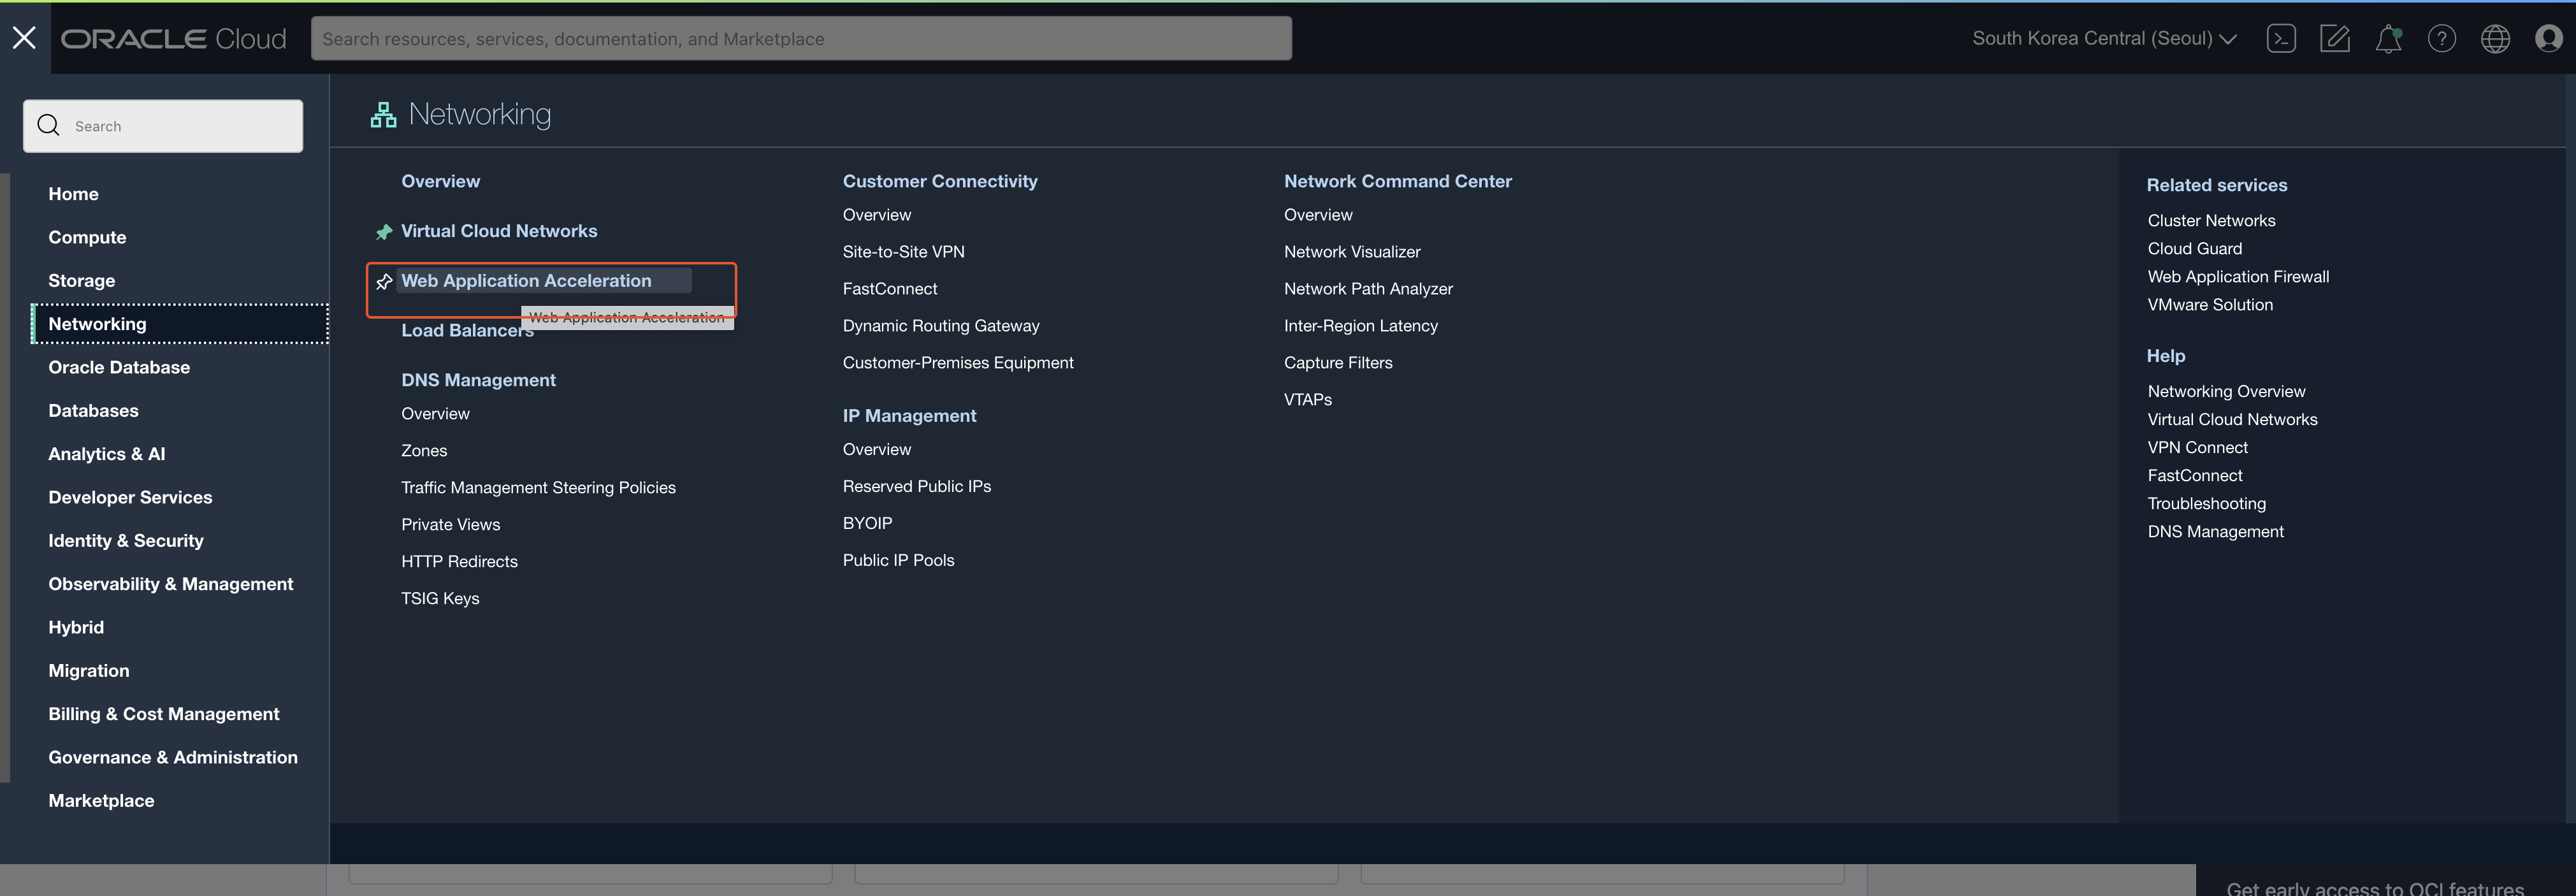 ORACLE Cloud
Search resources, services, documentation, and Marketplace
South Korea Central (Seoul)
Search
Home
Compute
Storage
Networking
Oracle Database
Databases
Analytics & AI
Developer Services
Identity & Security
Observability & Management
Hybrid
Migration
Billing & Cost Management
Governance & Administration
Marketplace
Networking
Overview
Virtual Cloud Networks
Web Application Acceleration
Web Application Acceleration
Load Balancers
DNS Management
Overview
Zones
Traffic Management Steering Policies
Private Views
HTTP Redirects
TSIG Keys
Customer Connectivity
Overview
Site-to-Site VPN
FastConnect
Dynamic Routing Gateway
Customer-Premises Equipment
IP Management
Overview
Reserved Public IPs
BYOIP
Public IP Pools
Network Command Center
Overview
Network Visualizer
Network Path Analyzer
Inter-Region Latency
Capture Filters
VTAPs
Related services
Cluster Networks
Cloud Guard
Web Application Firewall
VMware Solution
Help
Networking Overview
Virtual Cloud Networks
VPN Connect
FastConnect
Troubleshooting
DNS Management
Get early access to OCI features